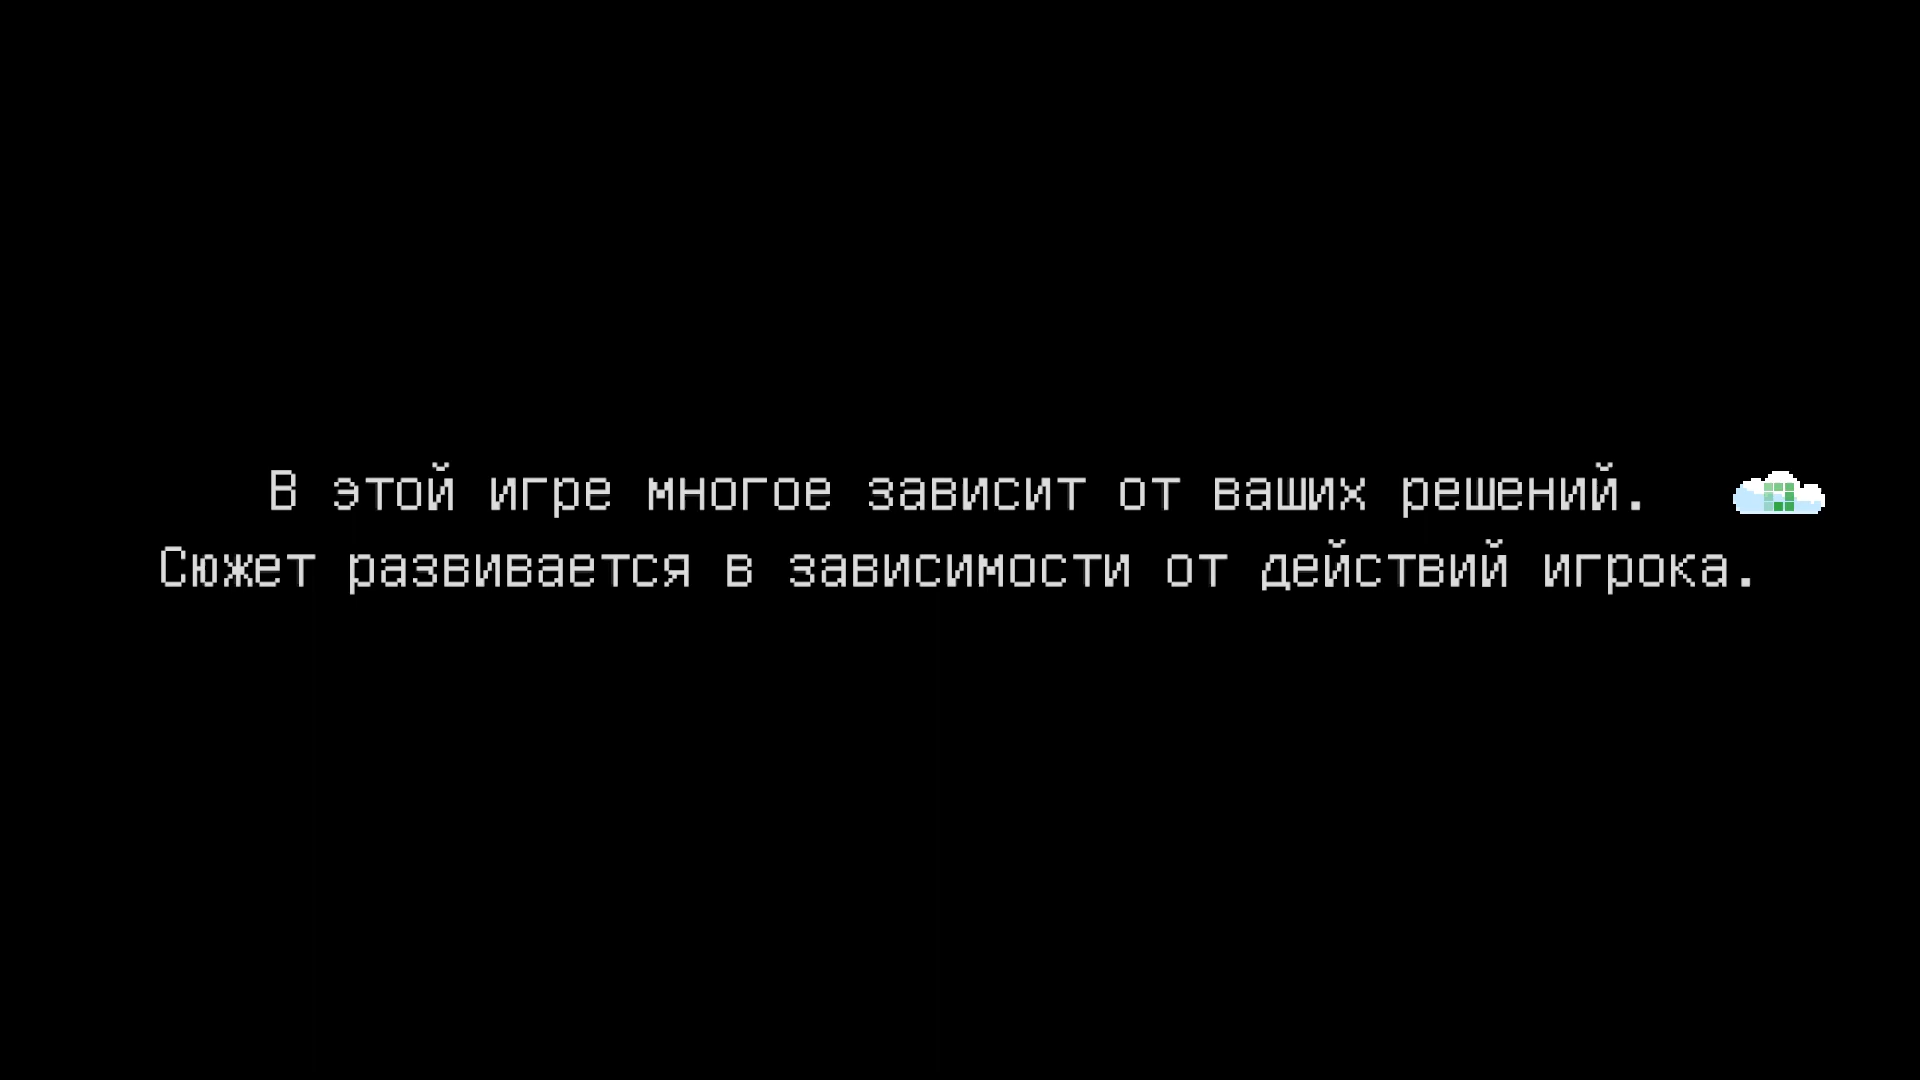 В этой игре многое зависит от ваших решений.
Сюжет развивается в зависимости от действий игрока.